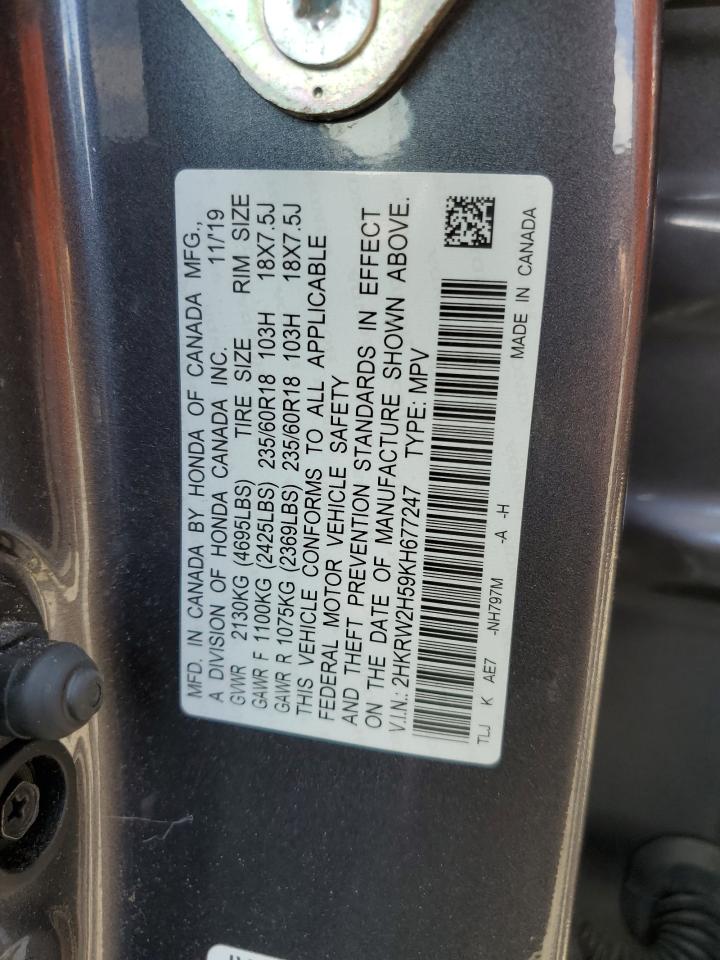 MFD. IN CANADA BY HONDA OF CANADA MFG.,
A DIVISION OF HONDA CANADA INC. 11/'19
GVWR 2130KG (4695LBS) TIRE SIZE RIM SIZE
GAWR F 1100KG (2425LBS) 235/60R18 103H 18X7.5J
GAWR R 1075KG (2369LBS) 235/60R18 103H 18X7.5J
THIS VEHICLE CONFORMS TO ALL APPLICABLE
FEDERAL MOTOR VEHICLE SAFETY
AND THEFT PREVENTION STANDARDS IN EFFECT
ON THE DATE OF MANUFACTURE SHOWN ABOVE.
V.I.N.: 2HKRW2H59KH677247 TYPE: MPV
TLJ K AE7 -NH797M -A -H MADE IN CANADA